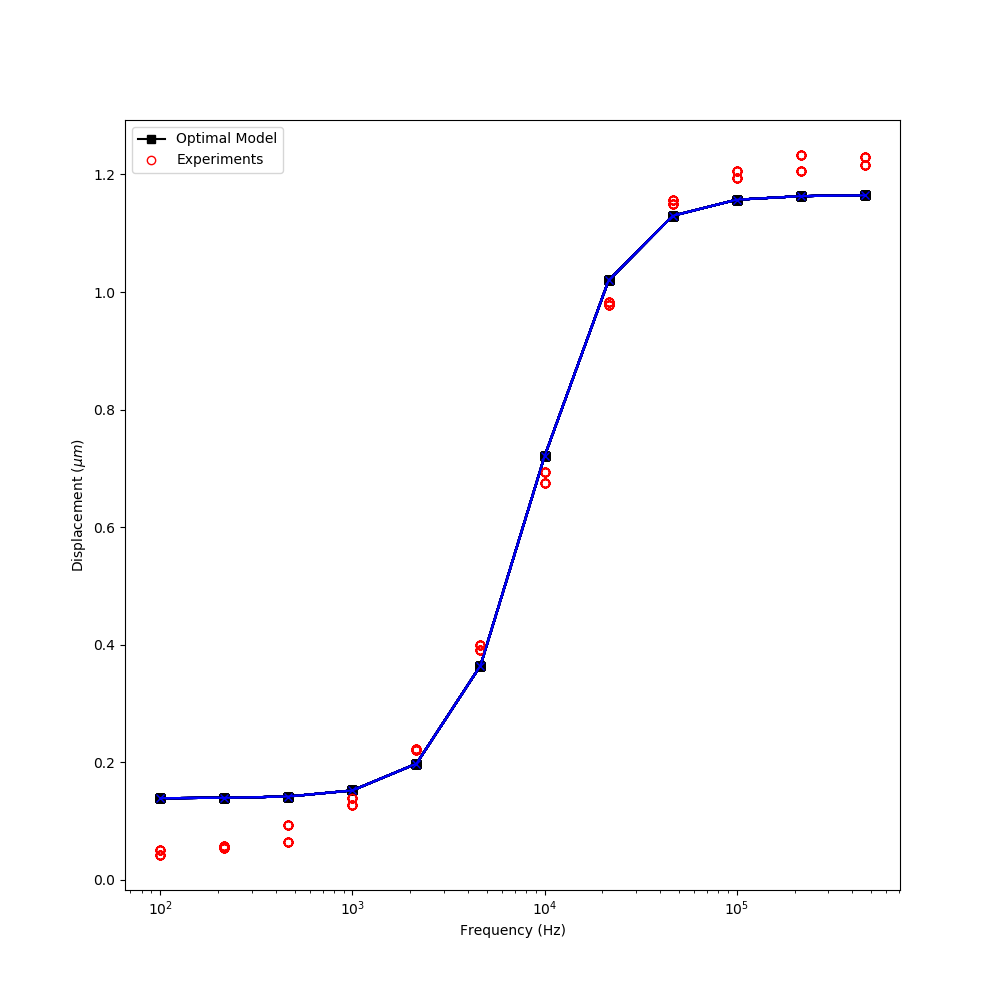 Optimal Model
Experiments
1.2
1.0
0.8
0.6
0.4
0.2
0.0
Displacement (μm)
10² 10³ 10⁴ 10⁵
Frequency (Hz)